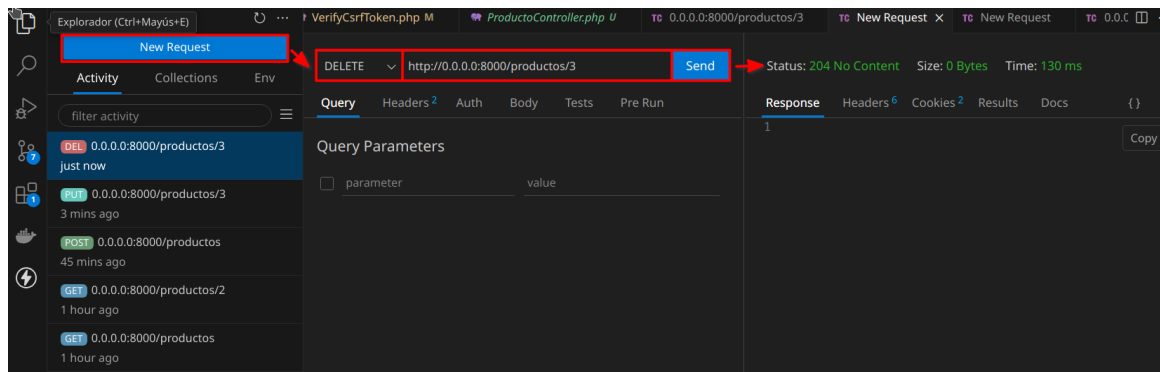 Explorador (Ctrl+Mayús+E)
VerifyCsrfToken.php M
ProductoController.php U
TC 0.0.0.0:8000/productos/3
TC New Request
TC New Request
TC 0.0.0
New Request
Activity Collections Env
filter activity
DEL 0.0.0.0:8000/productos/3
just now
PUT 0.0.0.0:8000/productos/3
3 mins ago
POST 0.0.0.0:8000/productos
45 mins ago
GET 0.0.0.0:8000/productos/2
1 hour ago
GET 0.0.0.0:8000/productos
1 hour ago
7
1
DELETE http://0.0.0.0:8000/productos/3 Send
Query Headers 2 Auth Body Tests Pre Run
Query Parameters
parameter value
Status: 204 No Content Size: 0 Bytes Time: 130 ms
Response Headers 6 Cookies 2 Results Docs {}
1
Copy